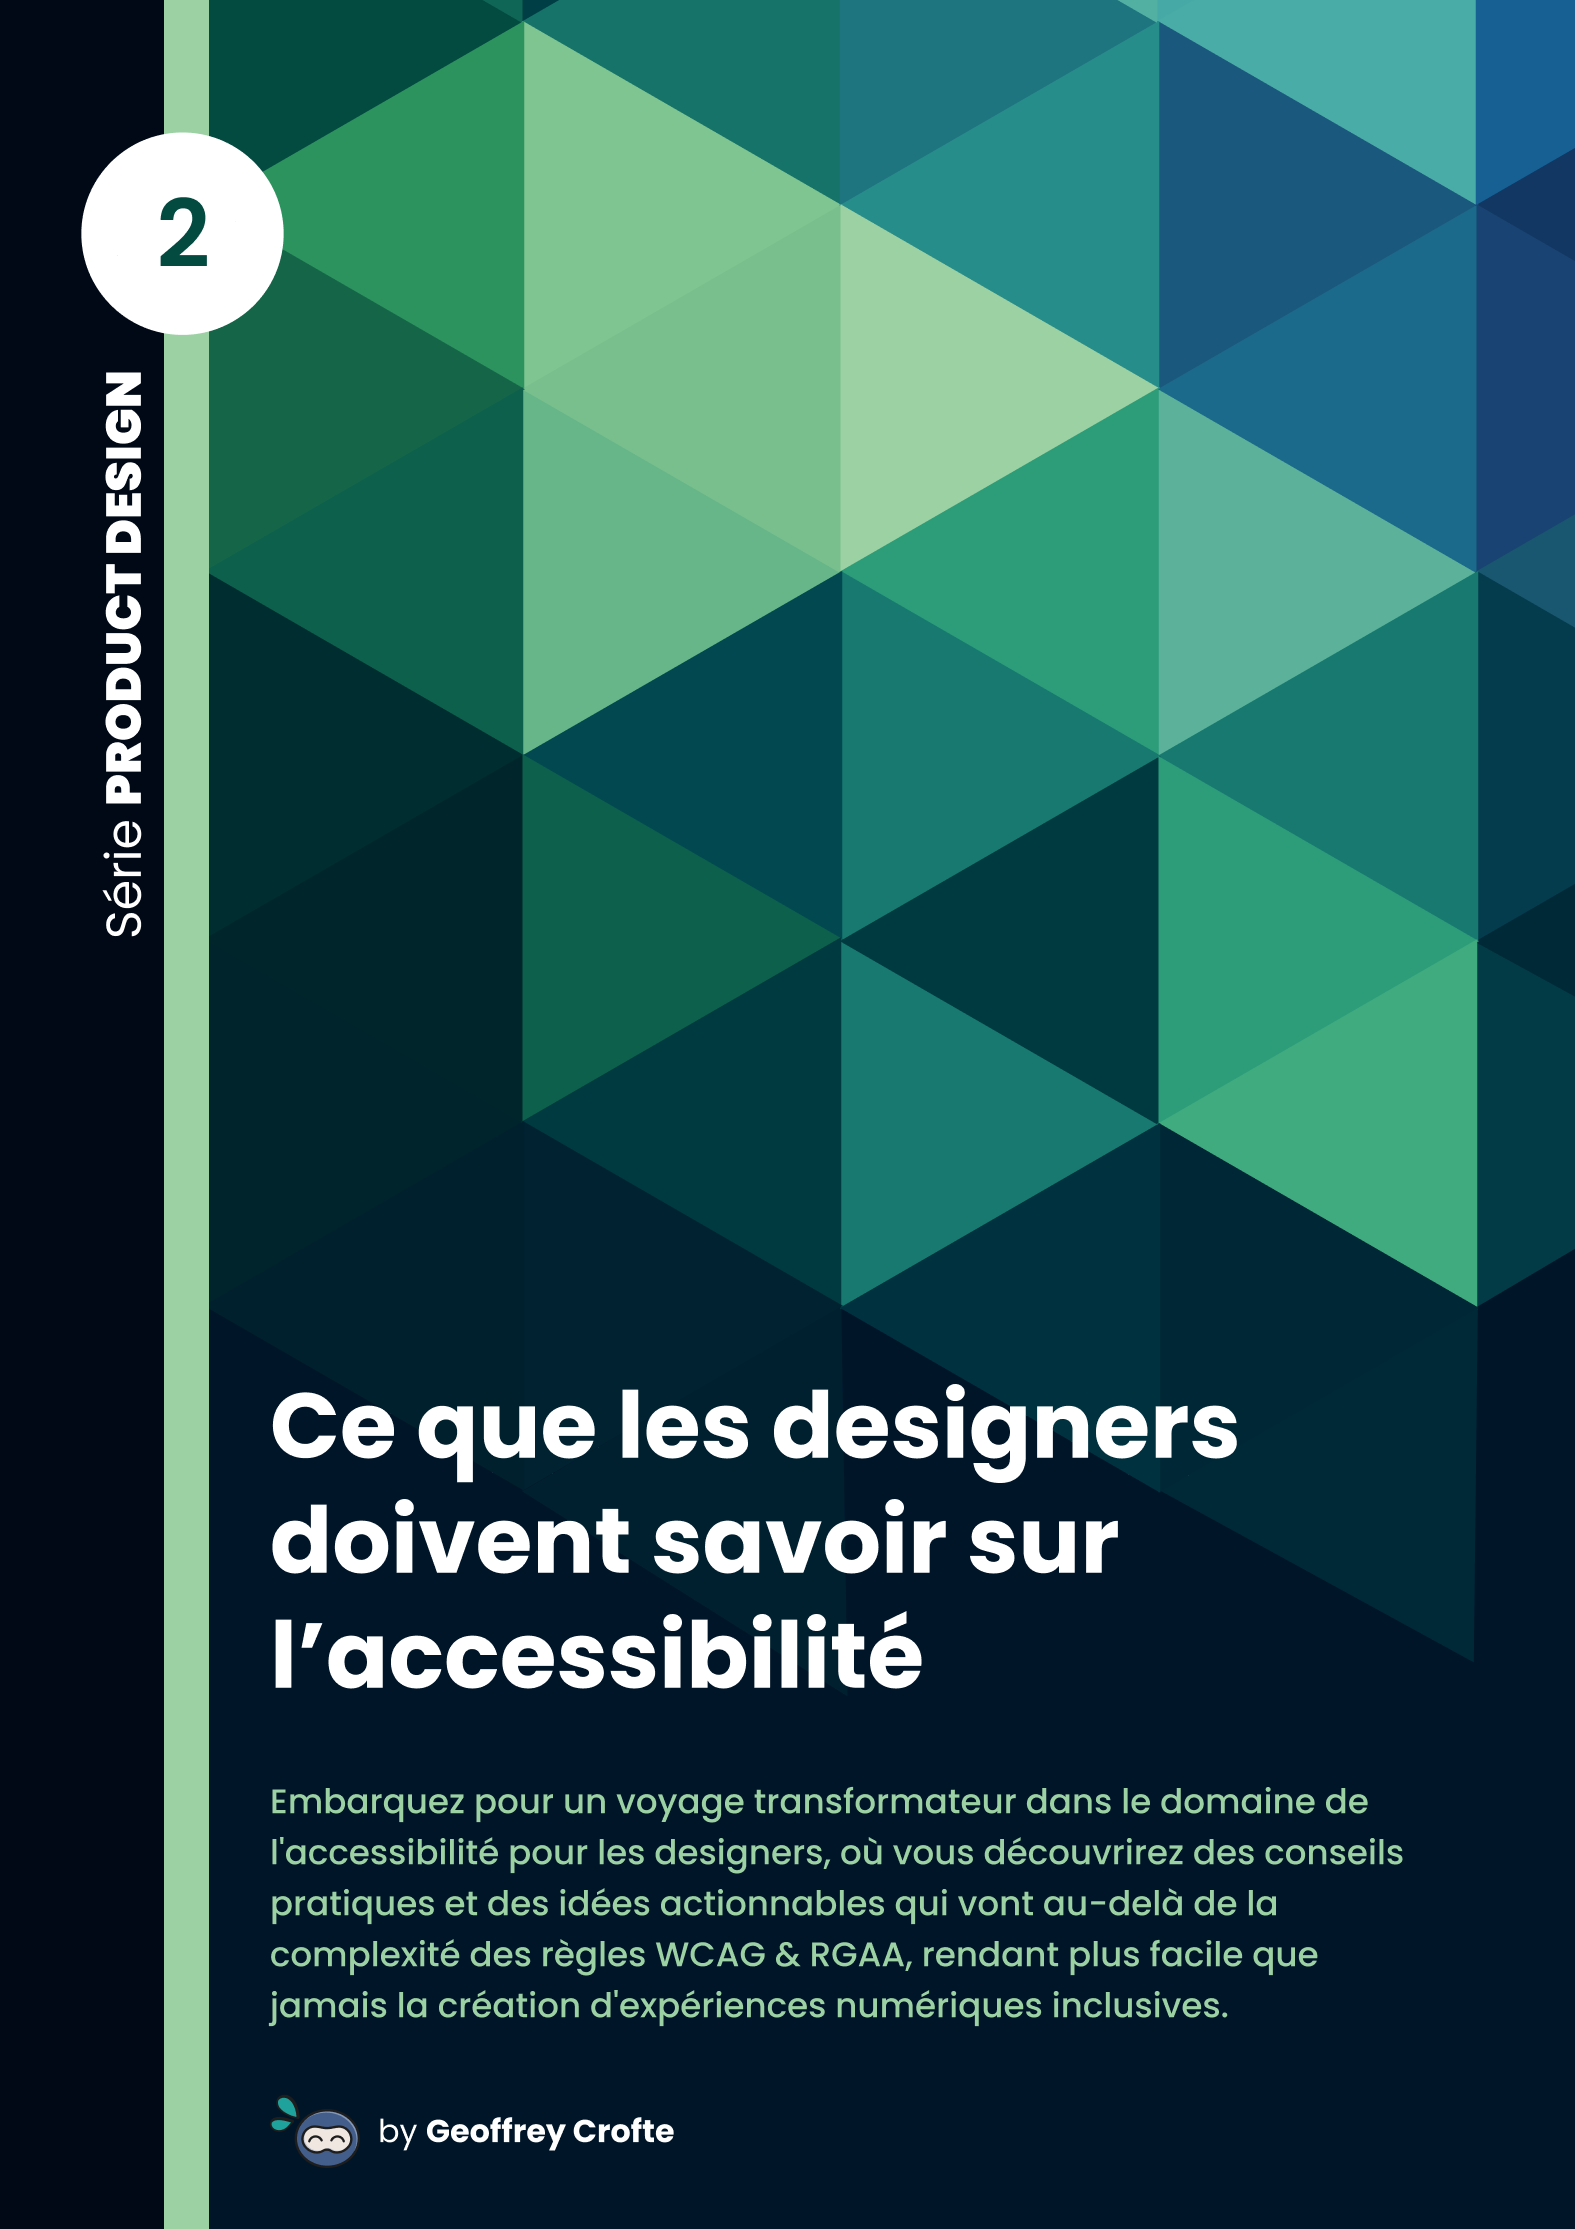 2
Série PRODUCT DESIGN
Ce que les designers
doivent savoir sur
l’accessibilité
Embarquez pour un voyage transformateur dans le domaine de
l'accessibilité pour les designers, où vous découvrirez des conseils
pratiques et des idées actionnables qui vont au-delà de la
complexité des règles WCAG & RGAA, rendant plus facile que
jamais la création d'expériences numériques inclusives.
by Geoffrey Crofte